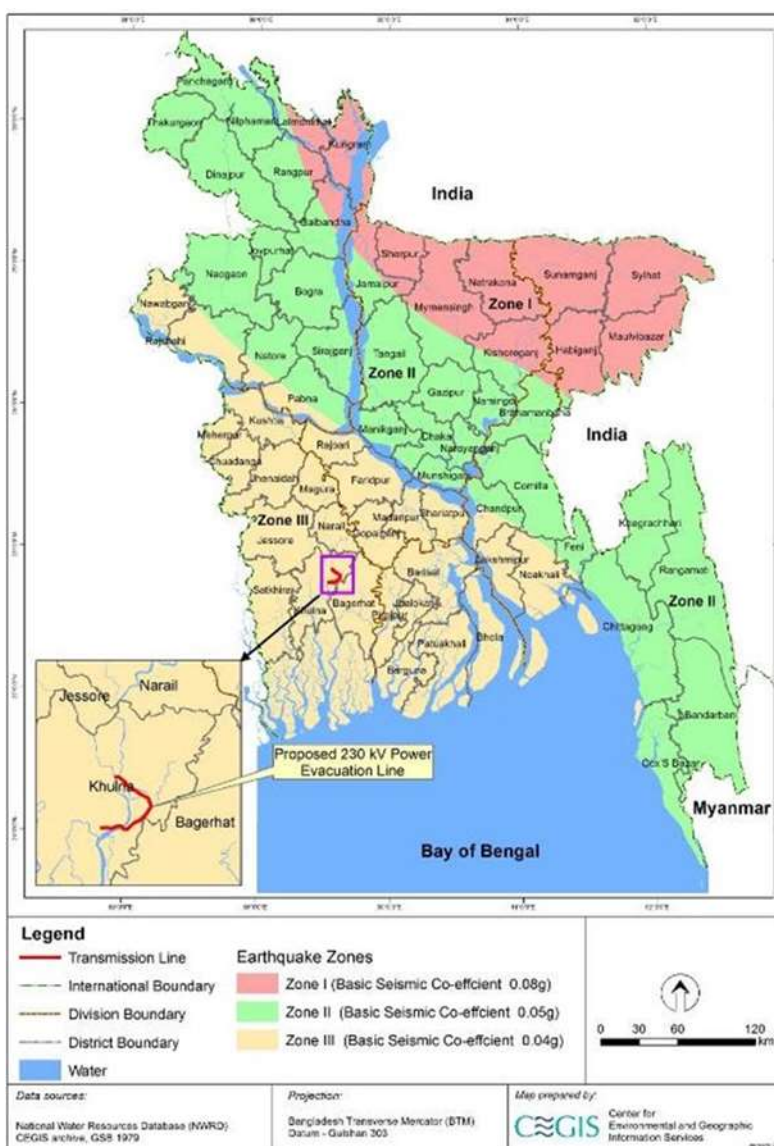 Panchagarh
Thakurgaon
Nilphamari
Lalmonirhat
Kurigram
Dinajpur
Rangpur
India
Gaibandha
Joypurhat
Sherpur
Sunamganj
Sylhat
Naogaon
Jamalpur
Natrakona
Bogra
Mymensingh
Zone I
Nawabganj
Habiganj
Maulvibazar
Rajshahi
Sirajganj
Tangail
Kishoreganj
Natore
Zone II
Gazipur
Pabna
Narsingdi
Brahamanbaria
Kushtia
Manikganj
Dhaka
India
Meherpur
Rajbari
Narayanganj
Chuadanga
Munshiganj
Jhenaidah
Faridpur
Comilla
Magura
Shariatpur
Chandpur
Khagrachhari
Zone III
Narail
Madaripur
Gopalganj
Jessore
Feni
Rangamati
Lakshmipur
Noakhali
Barisal
Satkhira
Zone II
Khulna
Bagerhat
Jhalokati
Pirojpur
Chittagong
Bhola
Patuakhali
Barguna
Bandarban
Cox'S Bazar
Myanmar
Bay of Bengal
Jessore
Narail
Proposed 230 kV Power
Evacuation Line
Khulna
Bagerhat
Legend
Transmission Line
International Boundary
Division Boundary
District Boundary
Water
Earthquake Zones
Zone I (Basic Seismic Co-effcient 0.08g)
Zone II (Basic Seismic Co-effcient 0.05g)
Zone III (Basic Seismic Co-effcient 0.04g)
0 30 60 120
km
Data sources:
National Water Resources Database (NWRD)
CEGIS archive, GSB 1979
Projection:
Bangladesh Transverse Mercator (BTM)
Datum - Gulshan 303
Map prepared by:
CEGIS
Center for
Environmental and Geographic
Information Services